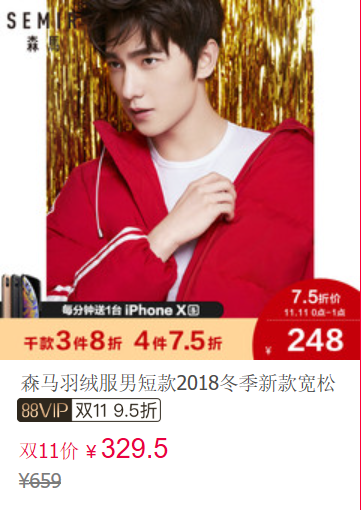 SEMIR
森馬
7.5折价
11.11 0点-1点
每分钟送1台 iPhone XS
¥ 248
千款3件8折 4件7.5折
森马羽绒服男短款2018冬季新款宽松
88VIP 双11 9.5折
双11价 ¥ 329.5
¥659